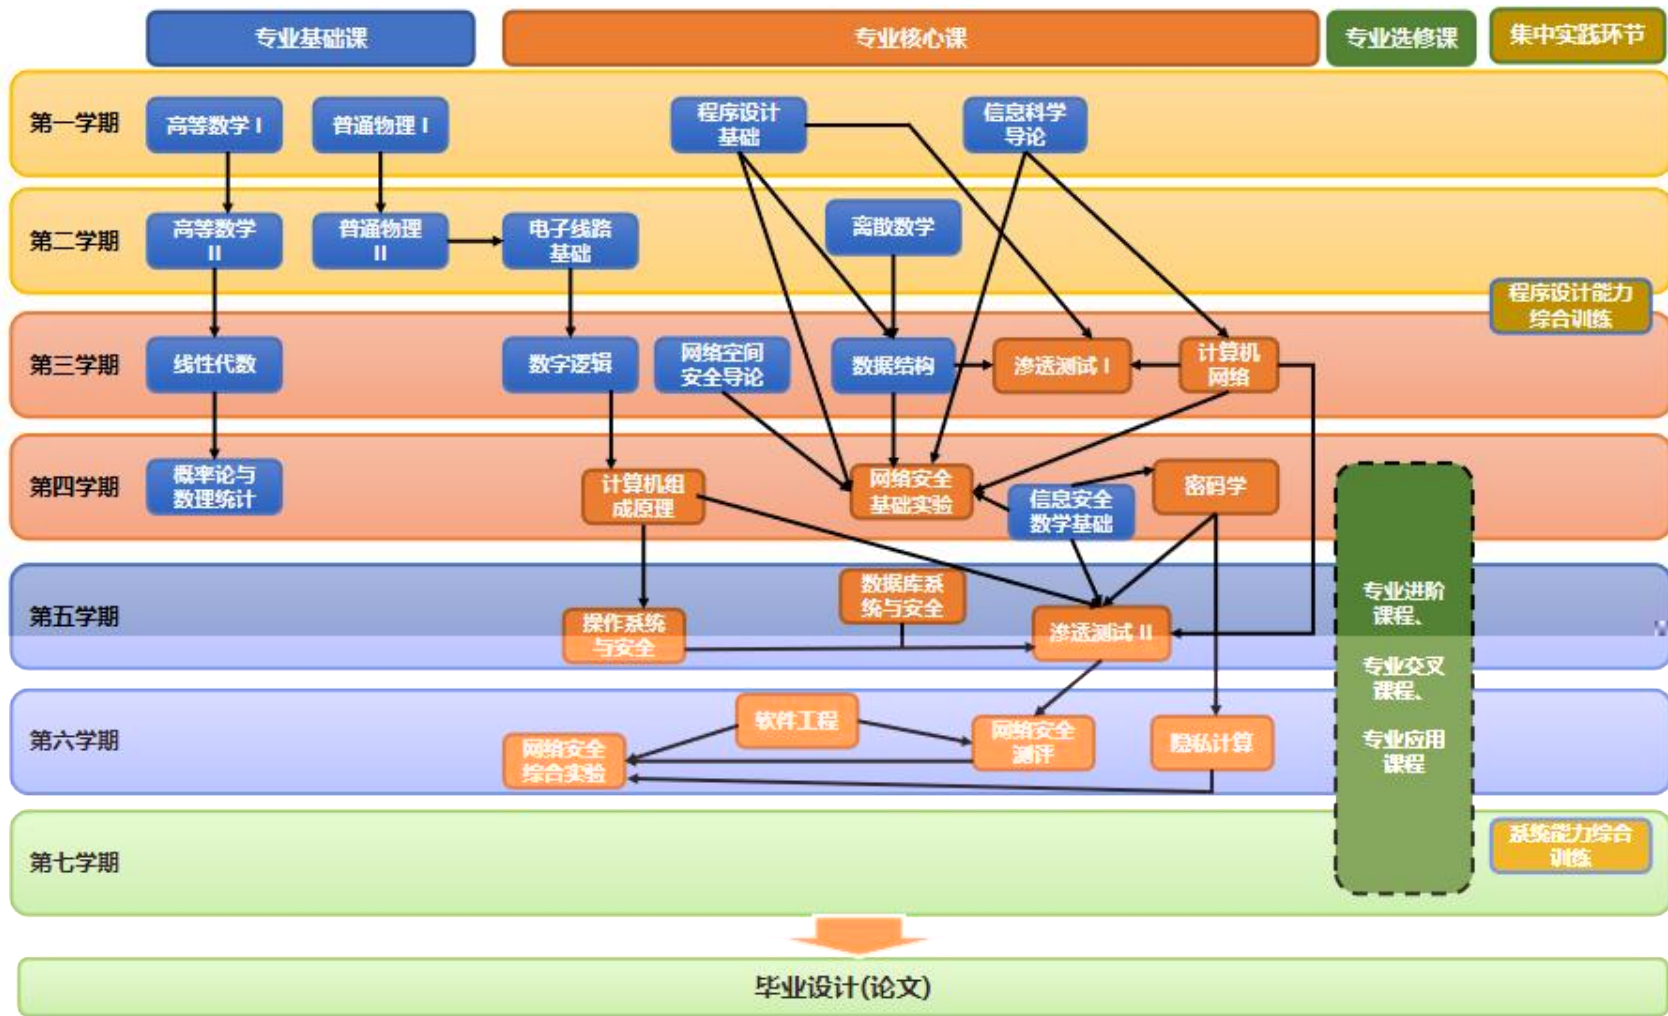 专业基础课
专业核心课
专业选修课
集中实践环节
第一学期
高等数学 I
普通物理 I
程序设计
基础
信息科学
导论
第二学期
高等数学
II
普通物理
II
电子线路
基础
离散数学
程序设计能力
综合训练
第三学期
线性代数
数字逻辑
网络空间
安全导论
数据结构
渗透测试 I
计算机
网络
第四学期
概率论与
数理统计
计算机组
成原理
网络安全
基础实验
信息安全
数学基础
密码学
第五学期
操作系统
与安全
数据库系
统与安全
渗透测试 II
专业进阶
课程、
专业交叉
课程、
专业应用
课程
第六学期
网络安全
综合实验
软件工程
网络安全
测评
隐私计算
第七学期
系统能力综合
训练
毕业设计(论文)